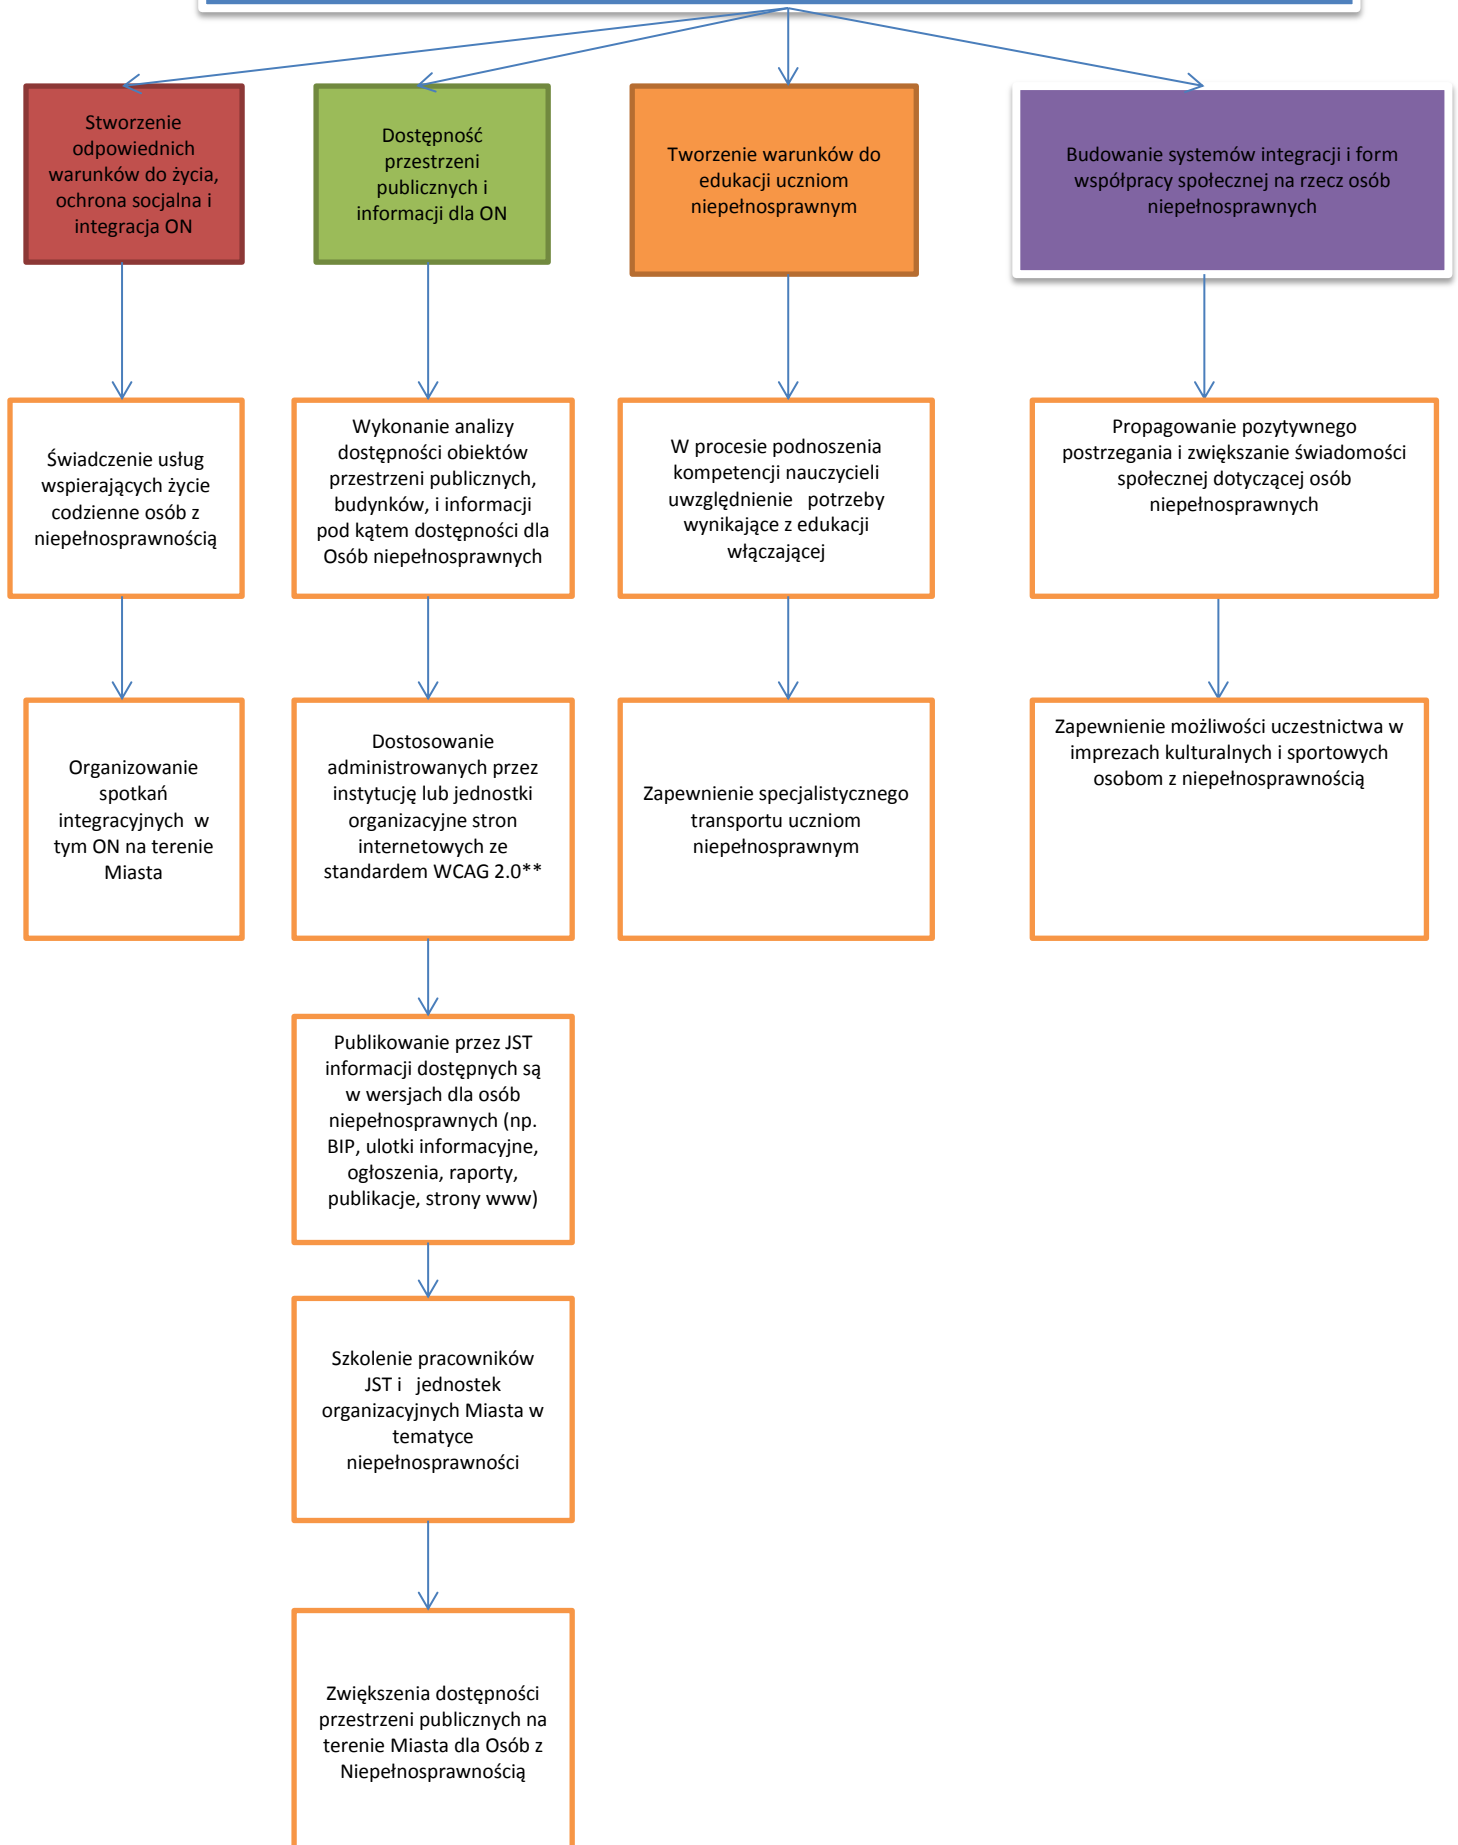 Stworzenie
odpowiednich
warunków do życia,
ochrona socjalna i
integracja ON
Dostępność
przestrzeni
publicznych i
informacji dla ON
Tworzenie warunków do
edukacji uczniom
niepełnosprawnym
Budowanie systemów integracji i form
współpracy społecznej na rzecz osób
niepełnosprawnych
Świadczenie usług
wspierających życie
codzienne osób z
niepełnosprawnością
Wykonanie analizy
dostępności obiektów
przestrzeni publicznych,
budynków, i informacji
pod kątem dostępności dla
Osób niepełnosprawnych
W procesie podnoszenia
kompetencji nauczycieli
uwzględnienie potrzeby
wynikające z edukacji
włączającej
Propagowanie pozytywnego
postrzegania i zwiększanie świadomości
społecznej dotyczącej osób
niepełnosprawnych
Organizowanie
spotkań
integracyjnych w
tym ON na terenie
Miasta
Dostosowanie
administrowanych przez
instytucję lub jednostki
organizacyjne stron
internetowych ze
standardem WCAG 2.0**
Zapewnienie specjalistycznego
transportu uczniom
niepełnosprawnym
Zapewnienie możliwości uczestnictwa w
imprezach kulturalnych i sportowych
osobom z niepełnosprawnością
Publikowanie przez JST
informacji dostępnych są
w wersjach dla osób
niepełnosprawnych (np.
BIP, ulotki informacyjne,
ogłoszenia, raporty,
publikacje, strony www)
Szkolenie pracowników
JST i jednostek
organizacyjnych Miasta w
tematyce
niepełnosprawności
Zwiększenia dostępności
przestrzeni publicznych na
terenie Miasta dla Osób z
Niepełnosprawnością